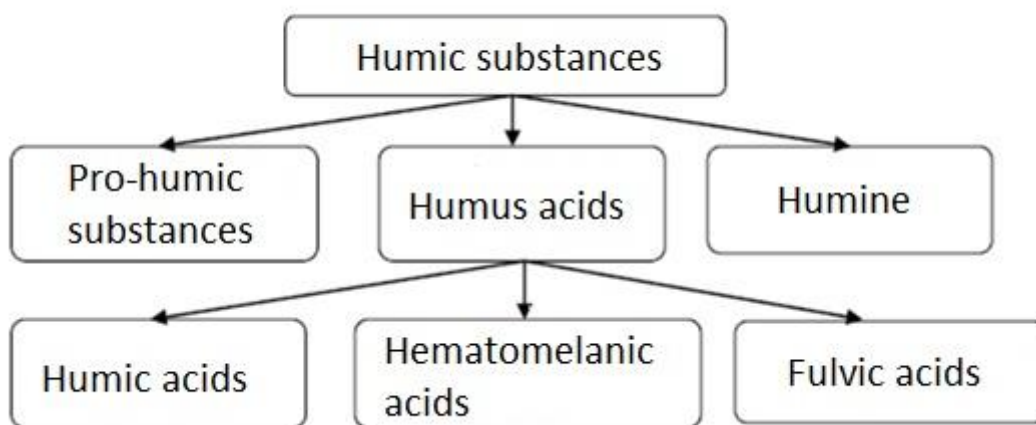 Humic substances
Pro-humic
substances
Humus acids
Humine
Humic acids
Hematomelanic
acids
Fulvic acids